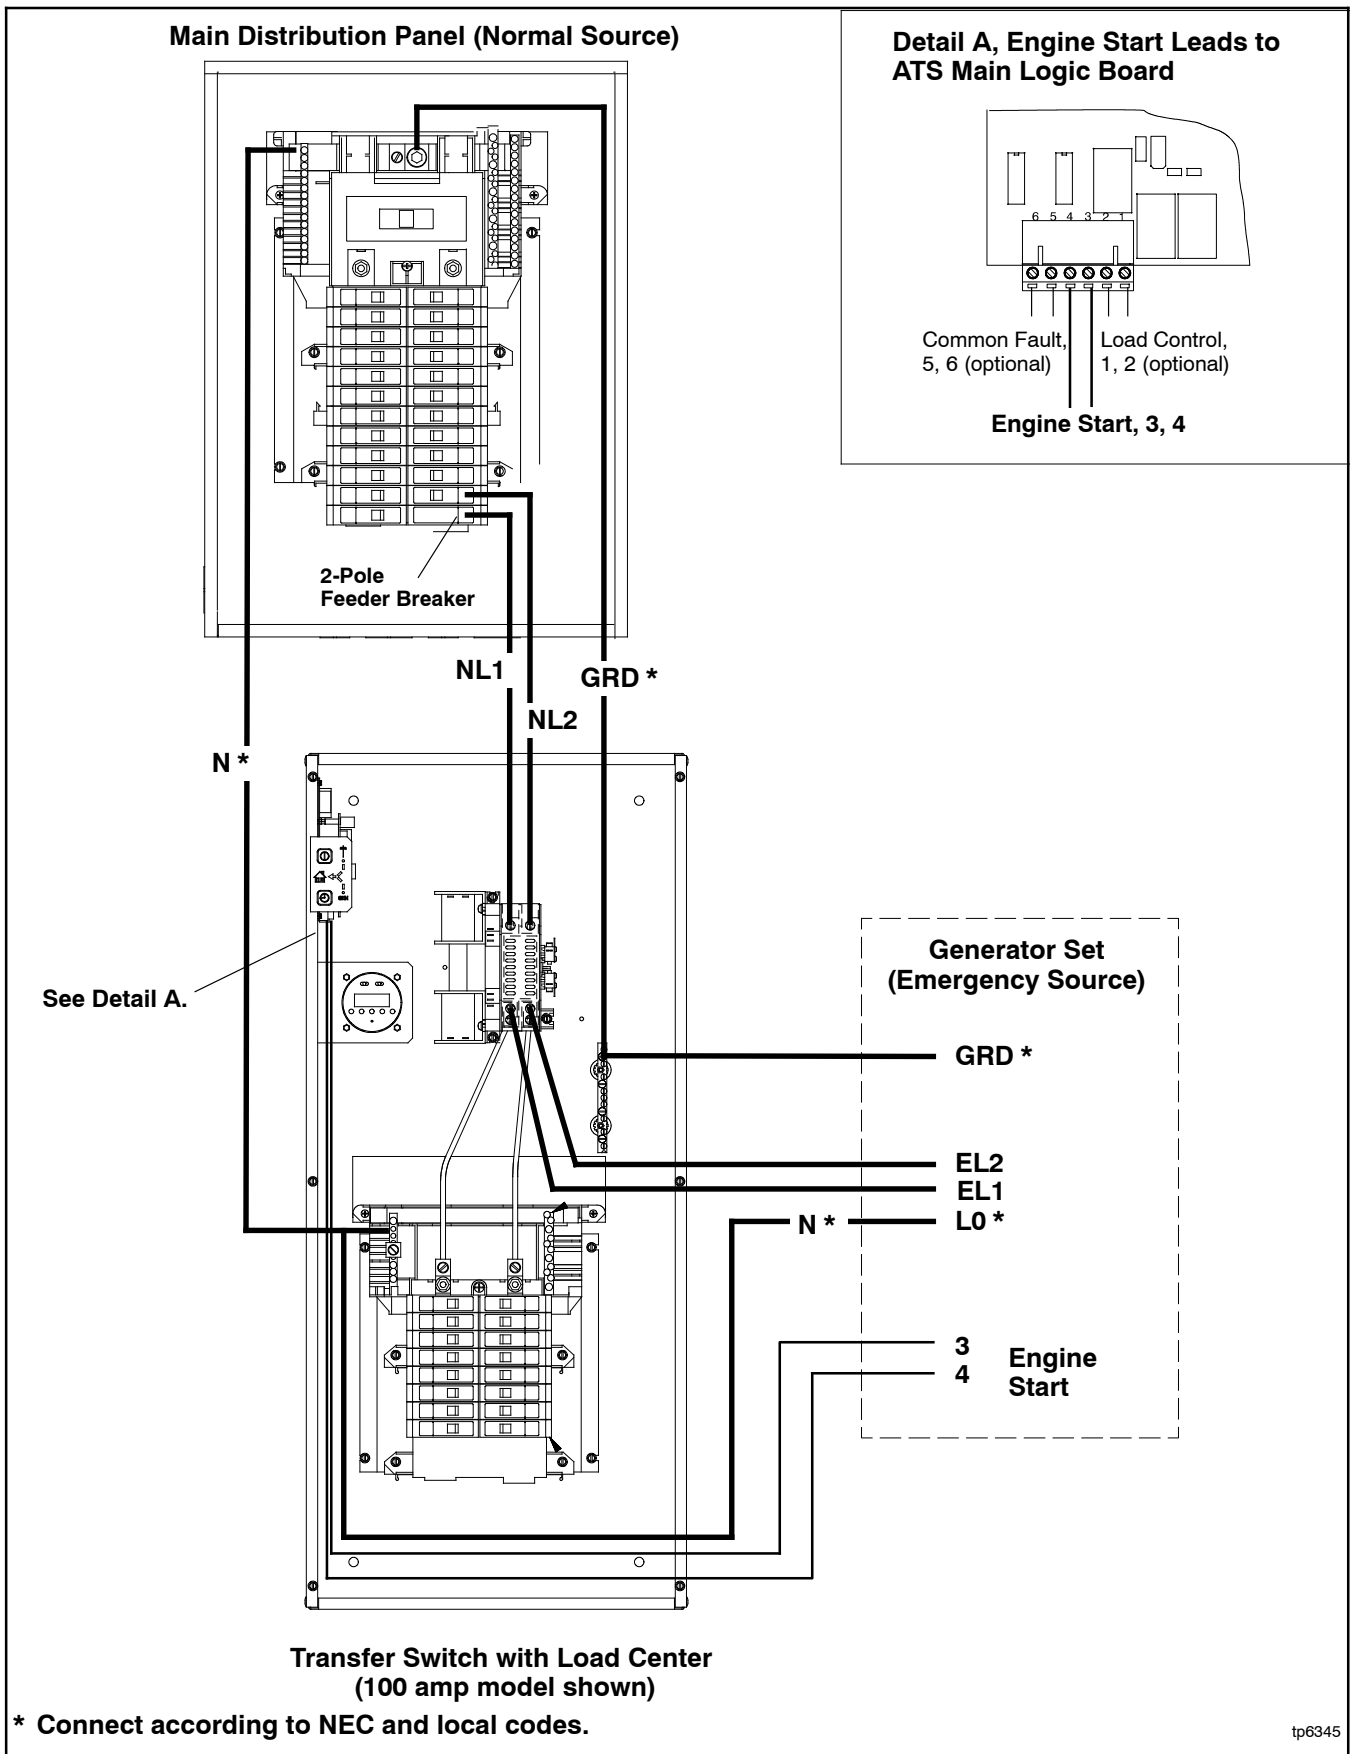 Main Distribution Panel (Normal Source)
Detail A, Engine Start Leads to
ATS Main Logic Board
6 5 4 3 2 1
Common Fault,
5, 6 (optional)
Load Control,
1, 2 (optional)
Engine Start, 3, 4
2-Pole
Feeder Breaker
NL1
GRD *
NL2
N *
See Detail A.
Generator Set
(Emergency Source)
GRD *
EL2
EL1
N *
L0 *
3
4
Engine
Start
Transfer Switch with Load Center
(100 amp model shown)
* Connect according to NEC and local codes.
tp6345